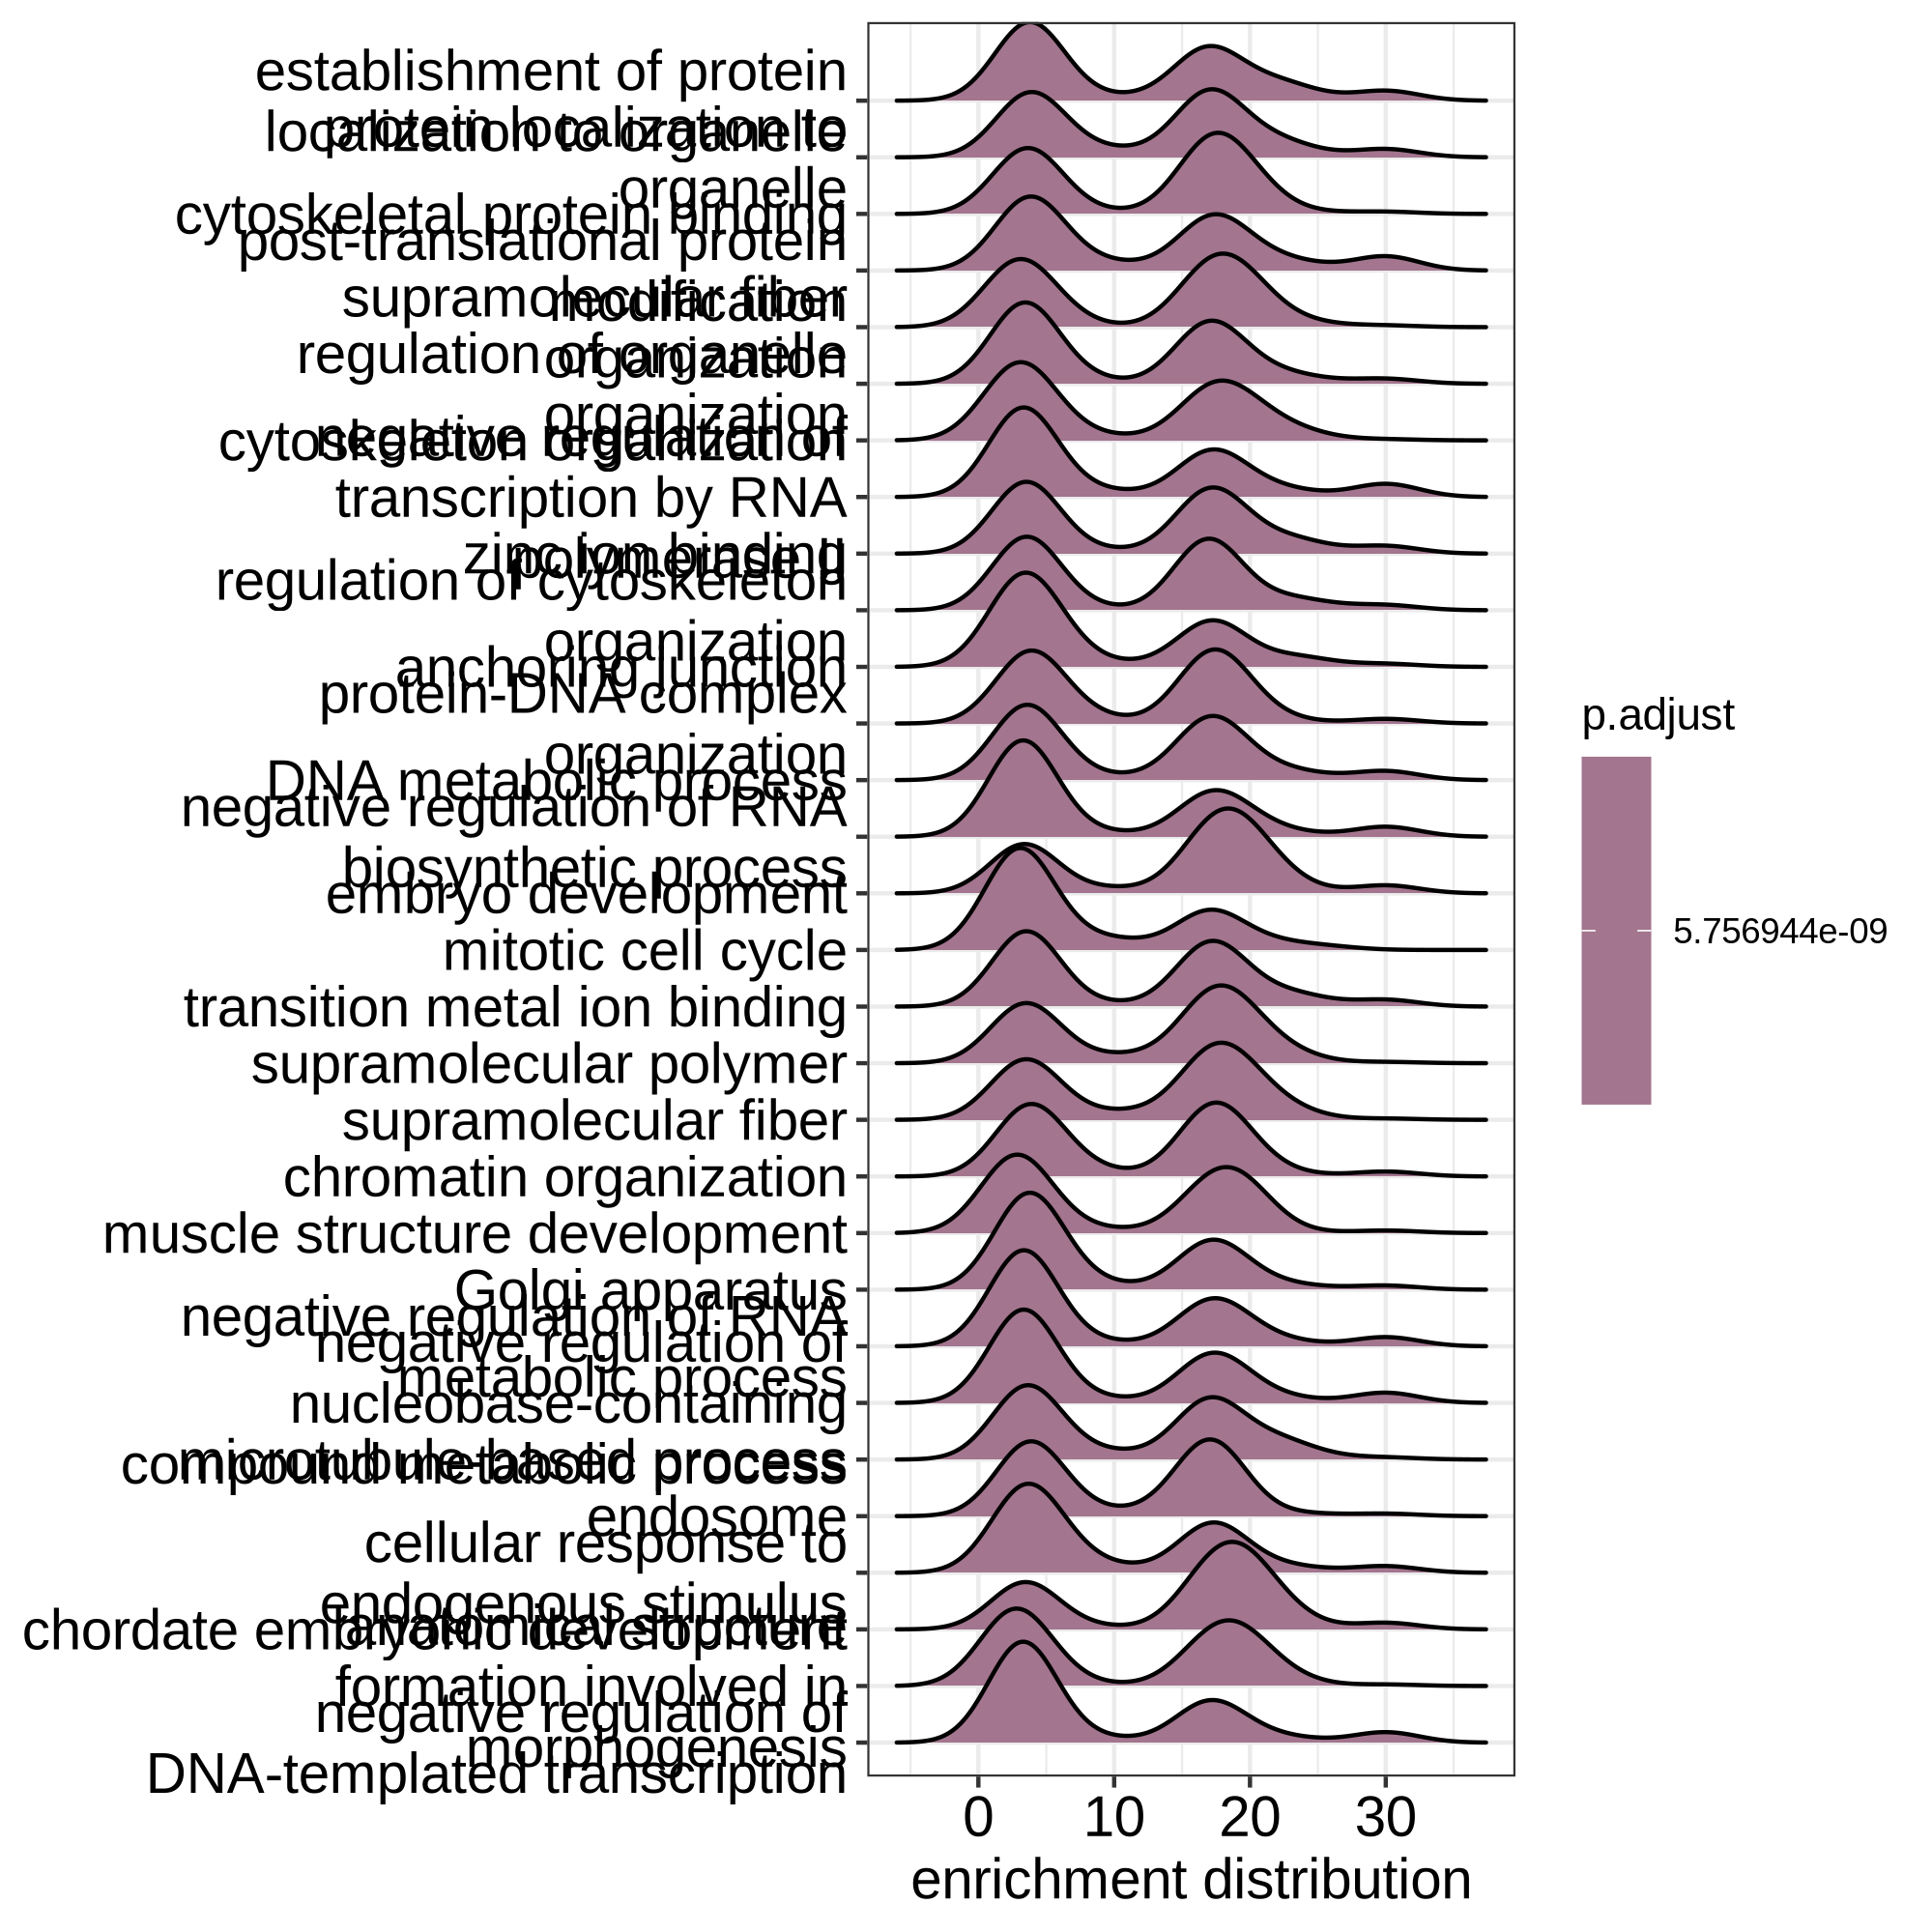 establishment of protein
localization to organelle
protein localization to
organelle
cytoskeletal protein binding
post-translational protein
modification
supramolecular fiber
organization
regulation of organelle
organization
cytoskeleton organization
negative regulation of
transcription by RNA
polymerase II
zinc ion binding
regulation of cytoskeleton
organization
anchoring junction
protein-DNA complex
organization
DNA metabolic process
negative regulation of RNA
biosynthetic process
embryo development
mitotic cell cycle
transition metal ion binding
supramolecular polymer
supramolecular fiber
chromatin organization
muscle structure development
Golgi apparatus
negative regulation of RNA
metabolic process
negative regulation of
nucleobase-containing
compound metabolic process
microtubule-based process
endosome
cellular response to
endogenous stimulus
chordate embryonic development
anatomical structure
formation involved in
morphogenesis
negative regulation of
DNA-templated transcription
0 10 20 30
enrichment distribution
p.adjust
5.756944e-09